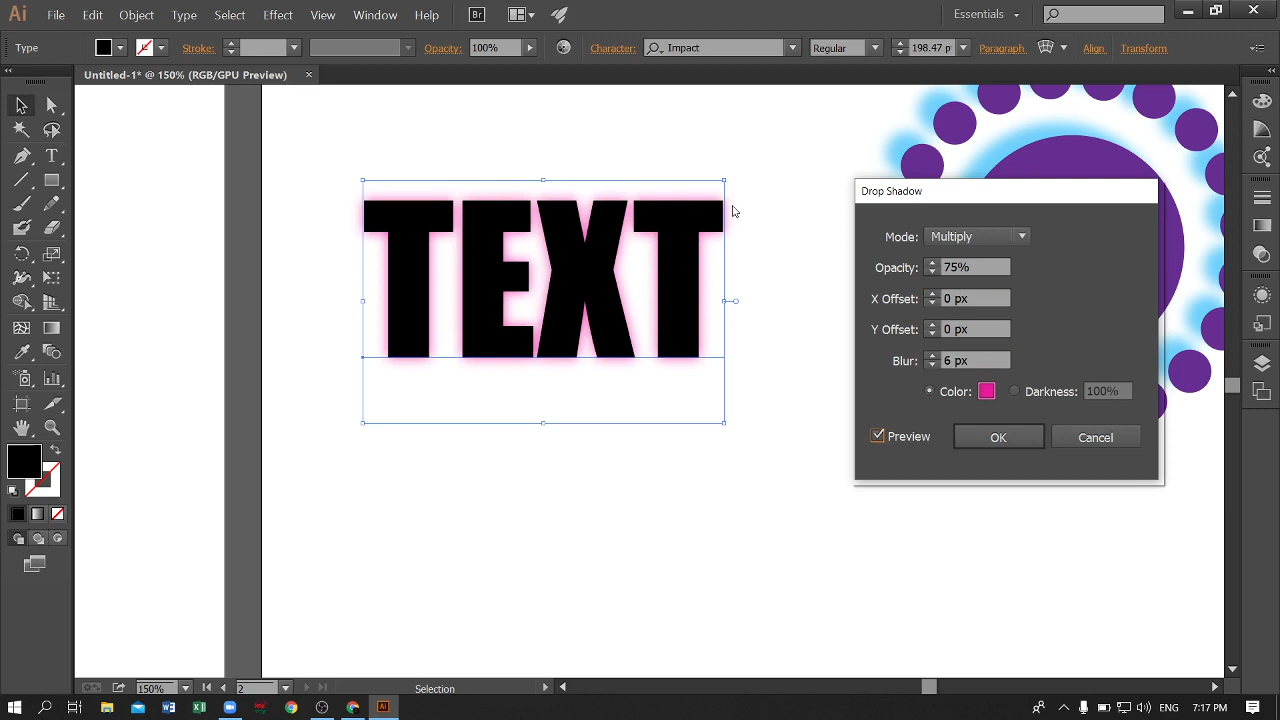 Ai File Edit Object Type Select Effect View Window Help Br Essentials
Type Stroke: Opacity: 100% Character: Impact Regular 198.47 p Paragraph Align Transform
Untitled-1* @ 150% (RGB/GPU Preview)
TEXT
Drop Shadow
Mode: Multiply
Opacity: 75%
X Offset: 0 px
Y Offset: 0 px
Blur: 6 px
Color: Darkness: 100%
Preview OK Cancel
150% 2 Selection
7:17 PM